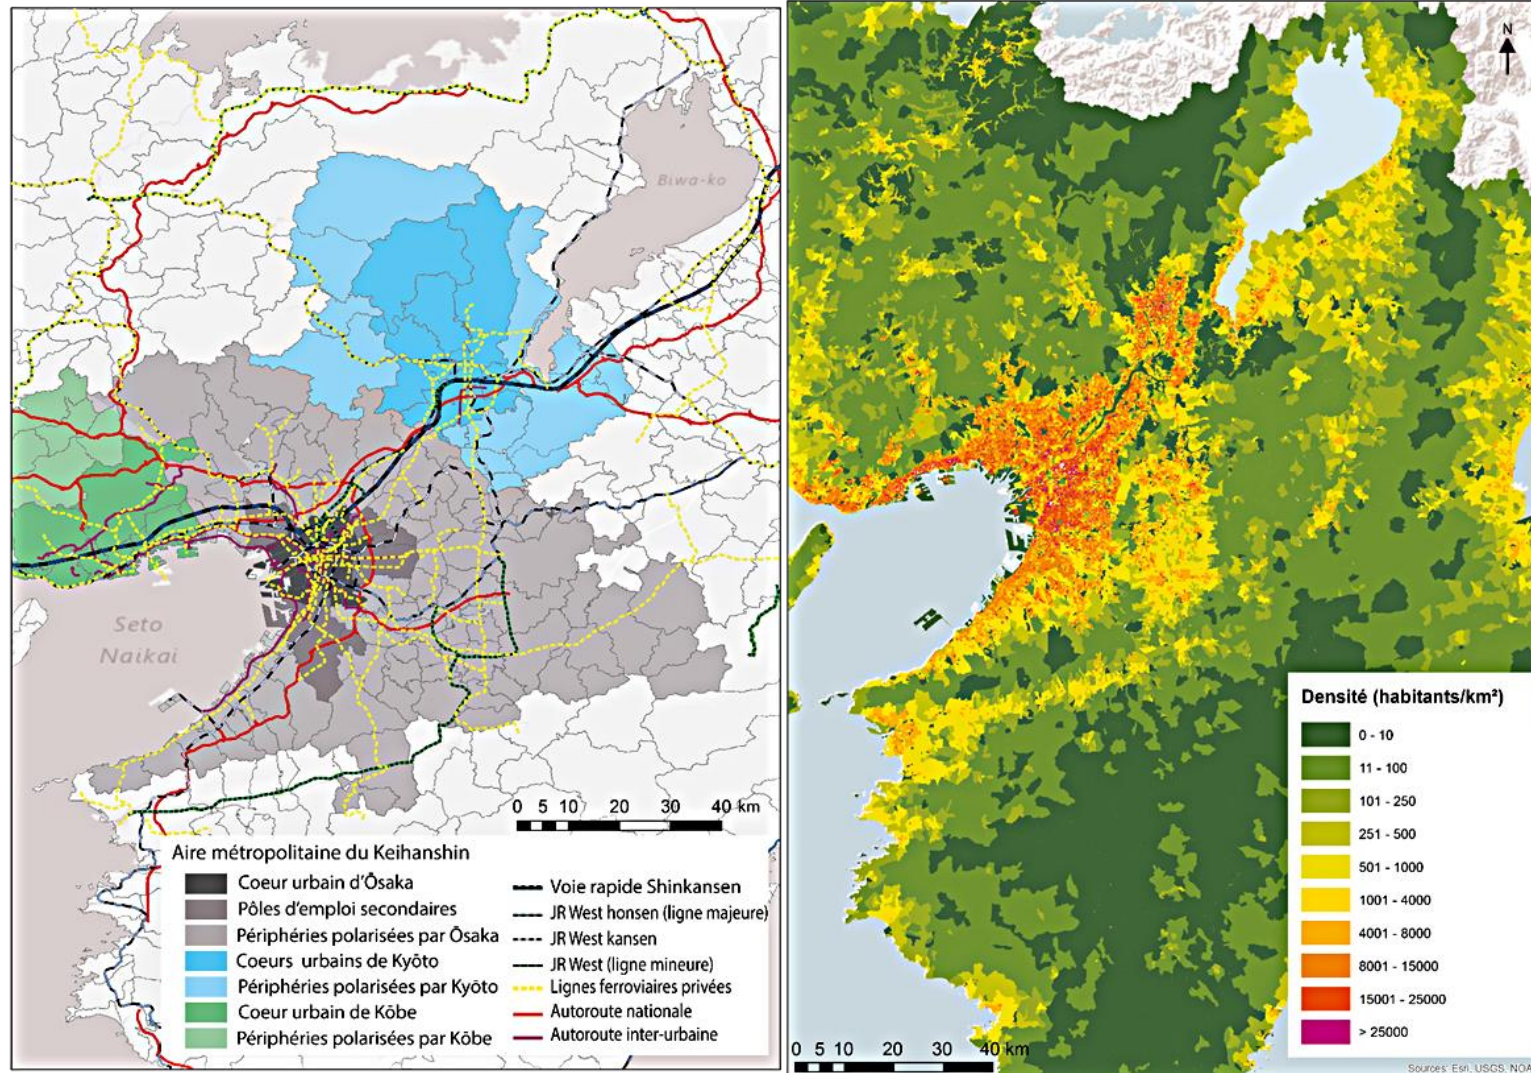 Biwa-ko
Seto
Naikai
0 5 10 20 30 40 km
Aire métropolitaine du Keihanshin
Coeur urbain d'Ōsaka
Pôles d'emploi secondaires
Périphéries polarisées par Ōsaka
Coeurs urbains de Kyōto
Périphéries polarisées par Kyōto
Coeur urbain de Kōbe
Périphéries polarisées par Kōbe
Voie rapide Shinkansen
JR West honsen (ligne majeure)
JR West kansen
JR West (ligne mineure)
Lignes ferroviaires privées
Autoroute nationale
Autoroute inter-urbaine
N
Densité (habitants/km²)
0 - 10
11 - 100
101 - 250
251 - 500
501 - 1000
1001 - 4000
4001 - 8000
8001 - 15000
15001 - 25000
> 25000
0 5 10 20 30 40 km
Sources: Esri, USGS, NOA